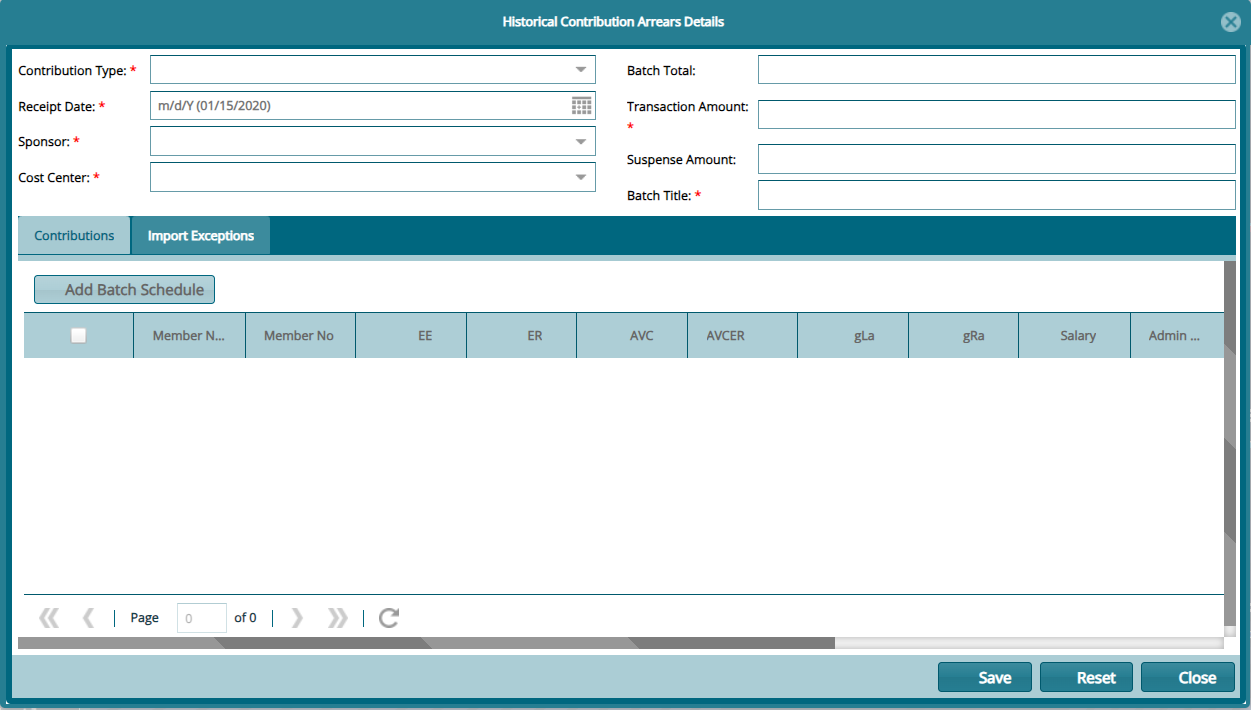 Historical Contribution Arrears Details
Contribution Type: *
Receipt Date: * m/d/Y (01/15/2020)
Sponsor: *
Cost Center: *
Batch Total:
Transaction Amount:
*
Suspense Amount:
Batch Title: *
Contributions Import Exceptions
Add Batch Schedule
Member N... Member No EE ER AVC AVCER gLa gRa Salary Admin ...
Page 0 of 0
Save Reset Close